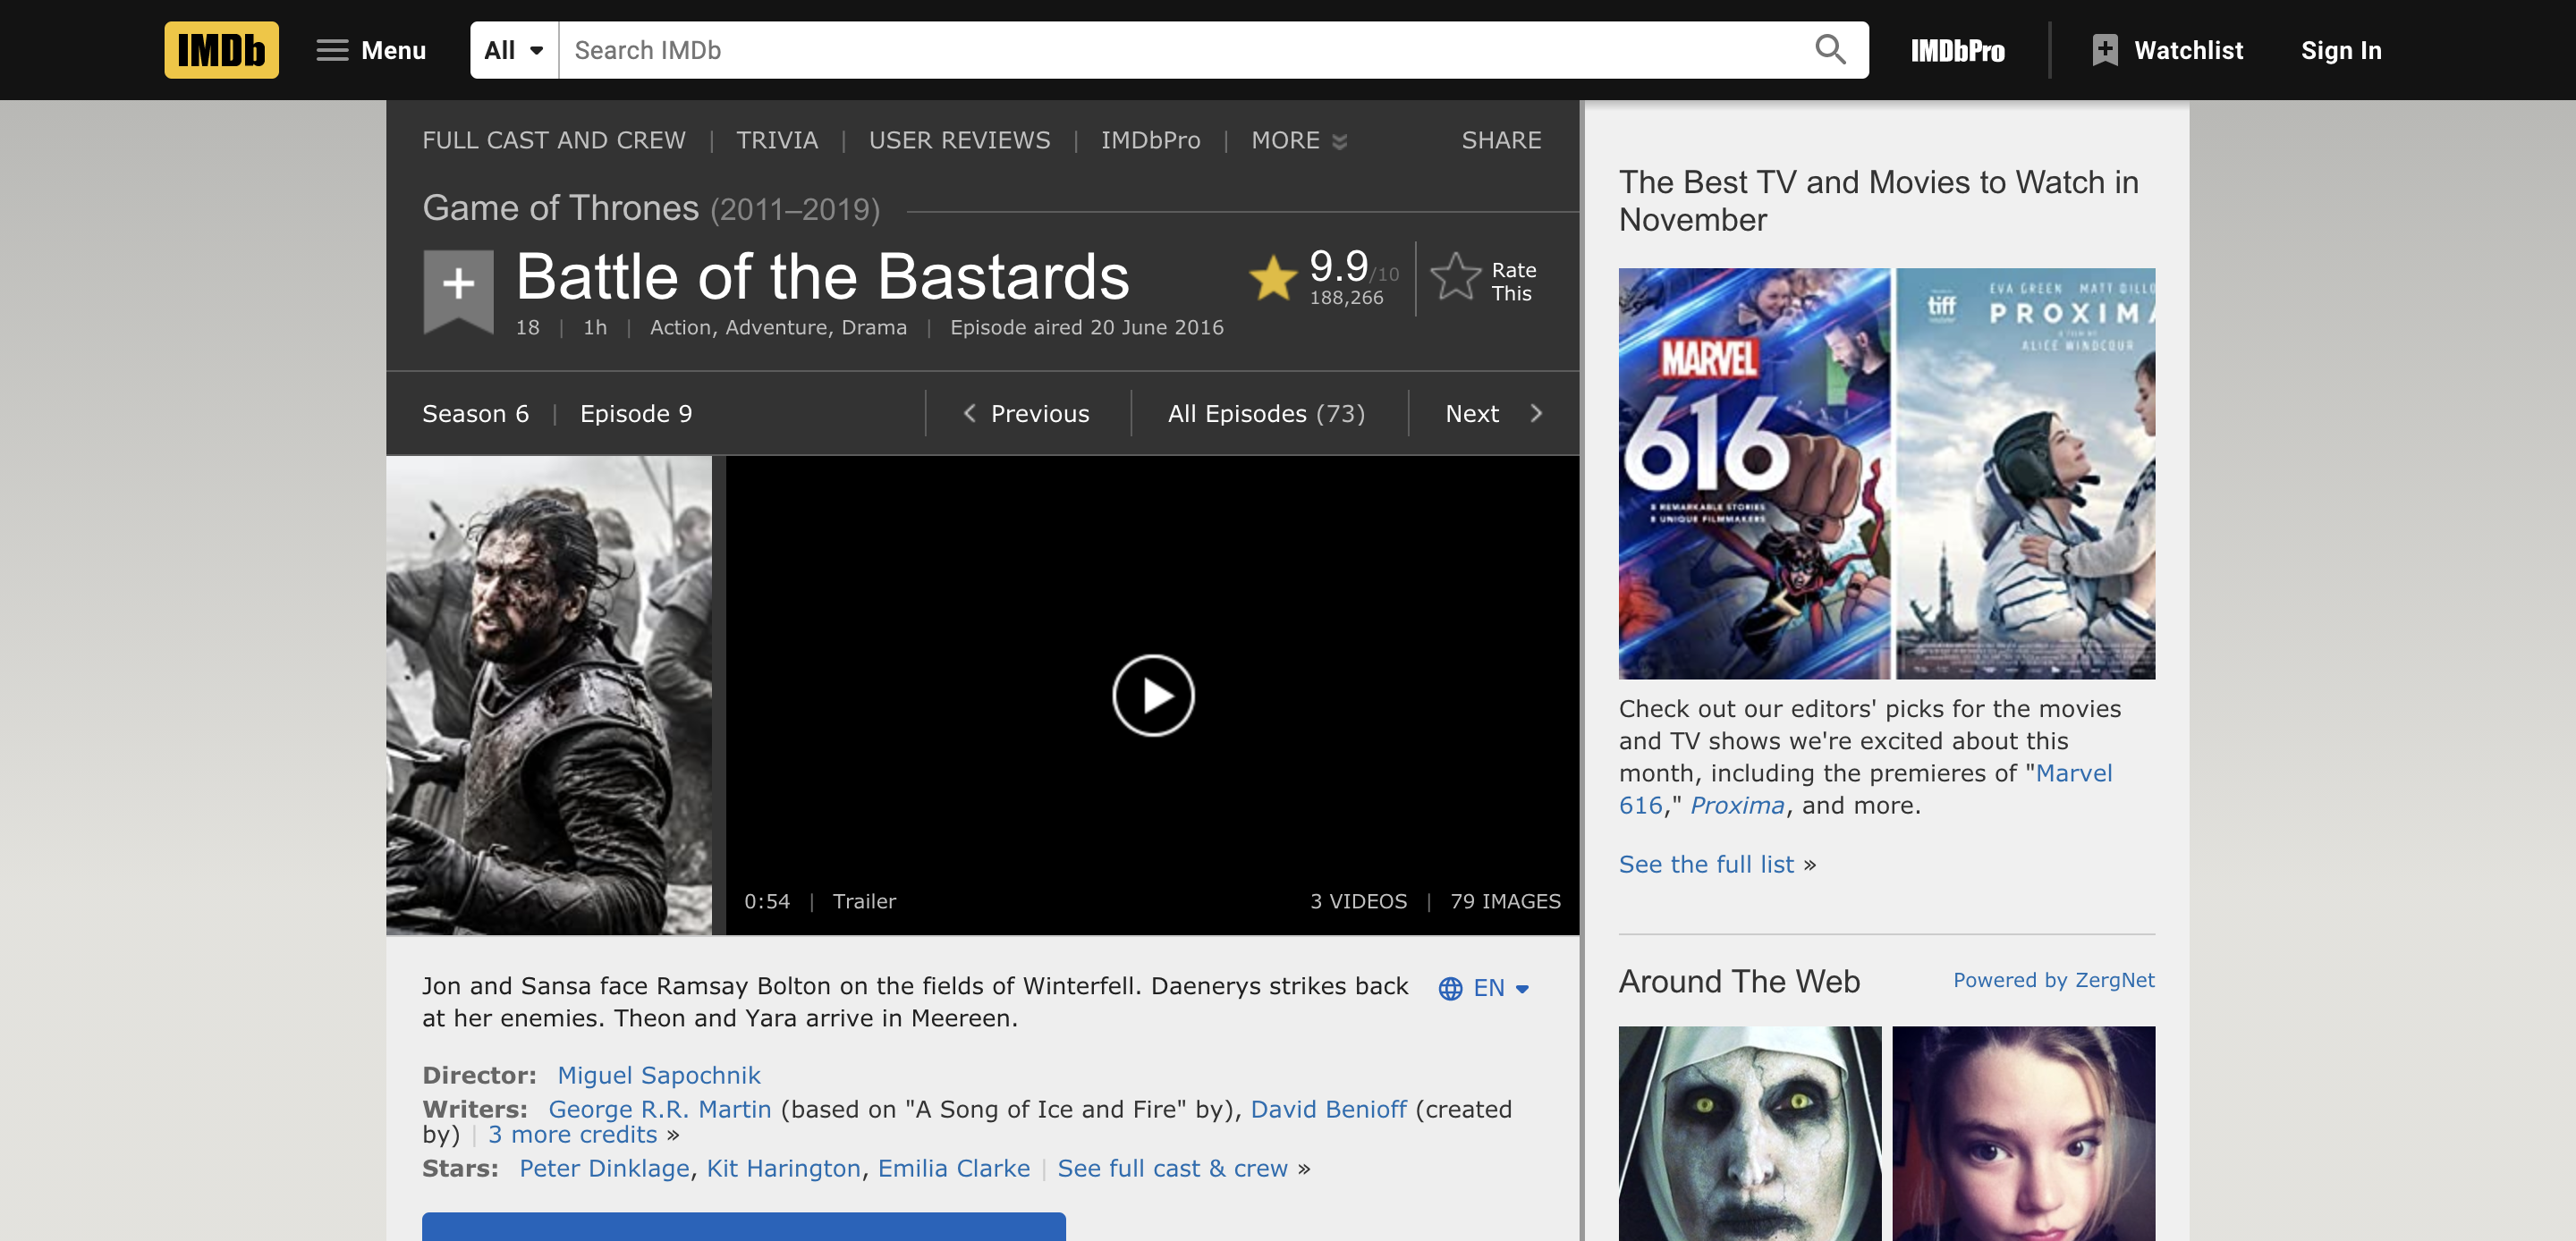 IMDb
Menu
All
Search IMDb
IMDbPro
Watchlist
Sign In
FULL CAST AND CREW | TRIVIA | USER REVIEWS | IMDbPro | MORE
SHARE
Game of Thrones (2011–2019)
+ Battle of the Bastards
9.9/10
188,266
Rate
This
18 | 1h | Action, Adventure, Drama | Episode aired 20 June 2016
Season 6 | Episode 9
Previous
All Episodes (73)
Next
0:54 | Trailer
3 VIDEOS | 79 IMAGES
Jon and Sansa face Ramsay Bolton on the fields of Winterfell. Daenerys strikes back
at her enemies. Theon and Yara arrive in Meereen.
EN
Director: Miguel Sapochnik
Writers: George R.R. Martin (based on "A Song of Ice and Fire" by), David Benioff (created
by) | 3 more credits »
Stars: Peter Dinklage, Kit Harington, Emilia Clarke | See full cast & crew »
The Best TV and Movies to Watch in
November
MARVEL
616
8 REMARKABLE STORIES
8 UNIQUE FILMMAKERS
tiff
EVA GREEN MATT DILLO
PROXIMA
A FILM BY
ALICE WINOCOUR
Check out our editors' picks for the movies
and TV shows we're excited about this
month, including the premieres of "Marvel
616," Proxima, and more.
See the full list »
Around The Web
Powered by ZergNet